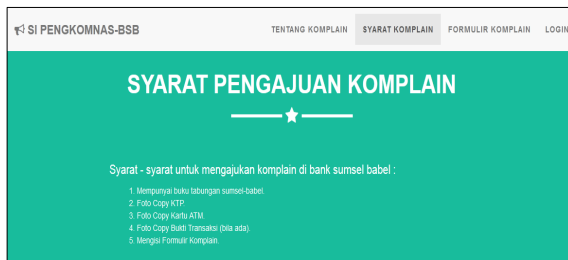 SI PENGKOMNAS-BSB
TENTANG KOMPLAIN SYARAT KOMPLAIN FORMULIR KOMPLAIN LOGIN
SYARAT PENGAJUAN KOMPLAIN
Syarat - syarat untuk mengajukan komplain di bank sumsel babel :
1. Mempunyai buku tabungan sumsel-babel.
2. Foto Copy KTP.
3. Foto Copy Kartu ATM.
4. Foto Copy Bukti Transaksi (bila ada).
5. Mengisi Formulir Komplain.